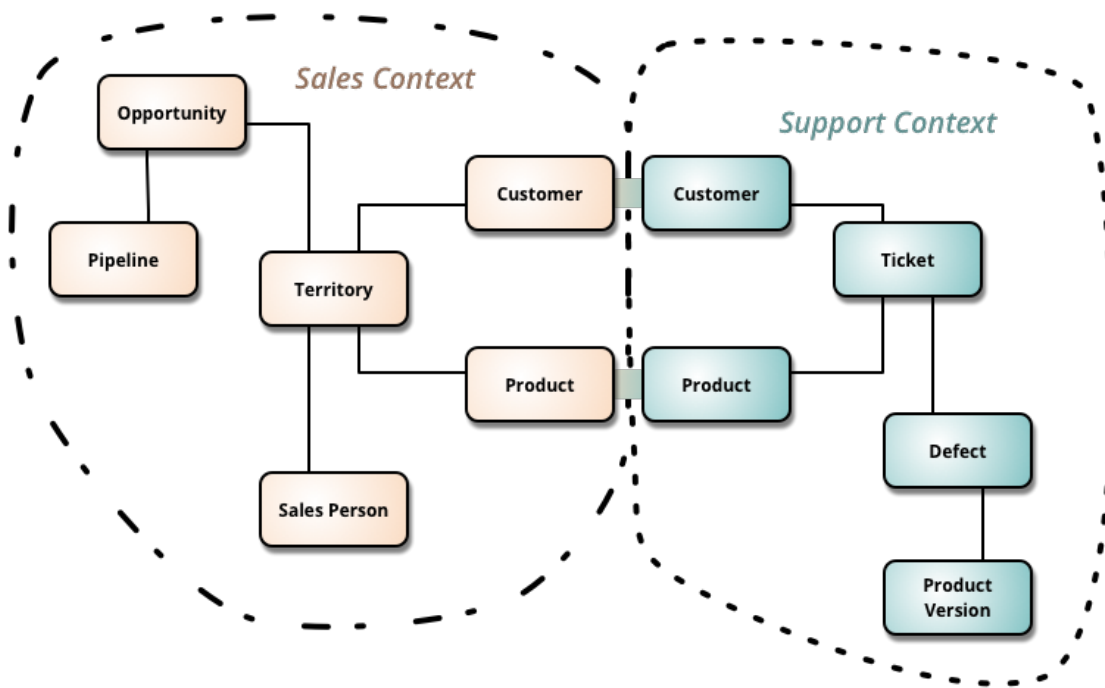 Sales Context
Support Context
Opportunity
Customer
Customer
Pipeline
Ticket
Territory
Product
Product
Defect
Sales Person
Product
Version